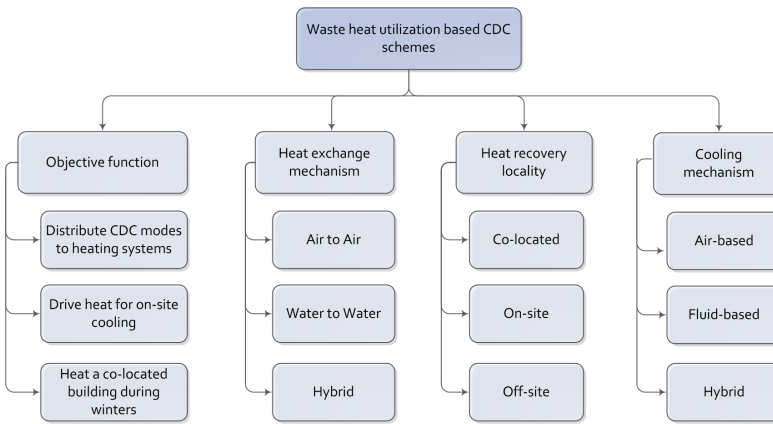 Waste heat utilization based CDC
schemes
Objective function
Heat exchange
mechanism
Heat recovery
locality
Cooling
mechanism
Distribute CDC modes
to heating systems
Air to Air
Co-located
Air-based
Drive heat for on-site
cooling
Water to Water
On-site
Fluid-based
Heat a co-located
building during
winters
Hybrid
Off-site
Hybrid